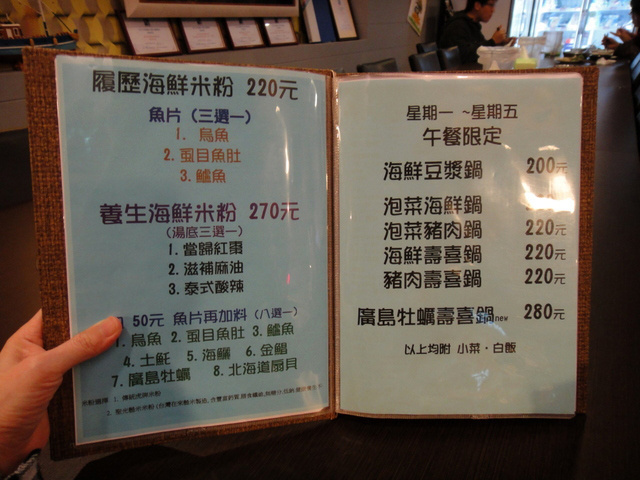 履歷海鮮米粉 220元
魚片（三選一）
1. 烏魚
2. 虱目魚肚
3. 鱸魚
養生海鮮米粉 270元
（湯底三選一）
1. 當歸紅棗
2. 滋補麻油
3. 泰式酸辣
50元 魚片再加料（八選一）
1. 烏魚 2. 虱目魚肚 3. 鱸魚
4. 土魠 5. 海鱺 6. 金鯧
7. 廣島牡蠣 8. 北海道扇貝
星期一 ~星期五
午餐限定
海鮮豆漿鍋 200元
泡菜海鮮鍋 220元
泡菜豬肉鍋 220元
海鮮壽喜鍋 220元
豬肉壽喜鍋 220元
廣島牡蠣壽喜鍋 new 280元
以上均附 小菜·白飯